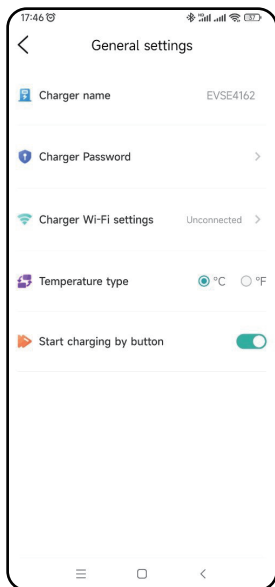 17:46
37
General settings
Charger name EVSE4162
Charger Password
Charger Wi-Fi settings Unconnected
Temperature type °C °F
Start charging by button